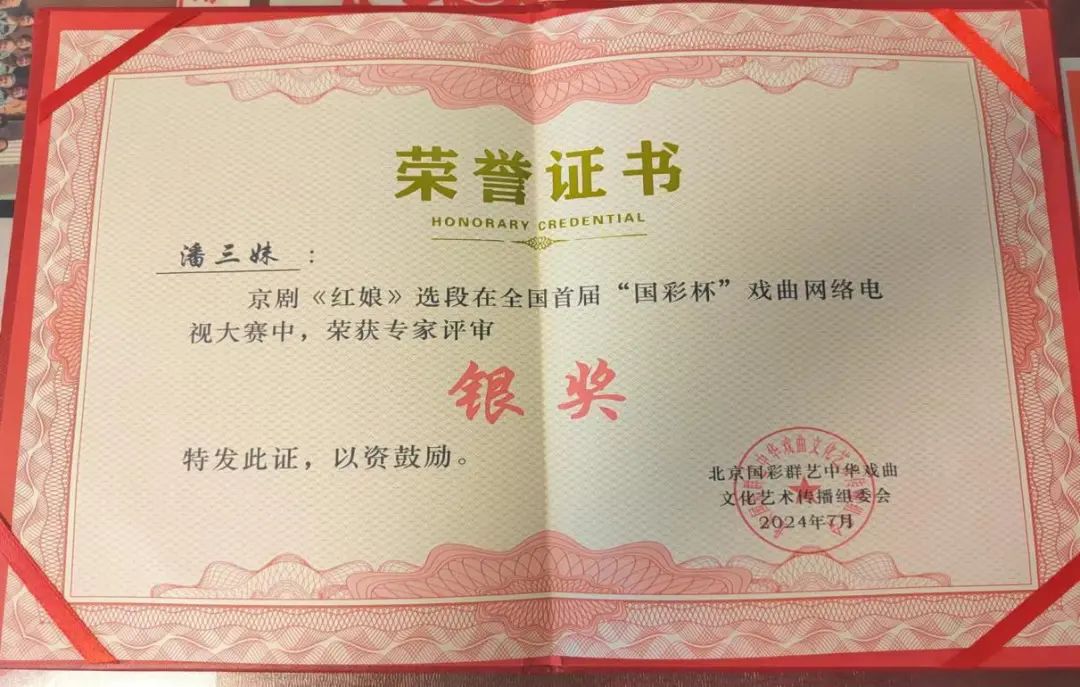 荣誉证书
HONORARY CREDENTIAL
潘三妹：
京剧《红娘》选段在全国首届“国彩杯”戏曲网络电
视大赛中，荣获专家评审
银奖
特发此证，以资鼓励。
北京国彩群艺中华戏曲
文化艺术传播组委会
2024年7月